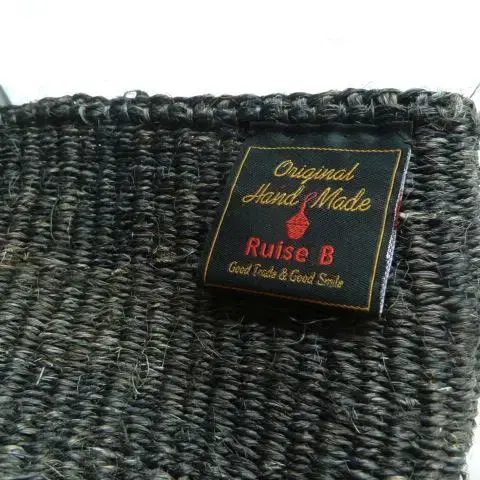 Original
Hand Made
Ruise B
Good Trade & Good Smile